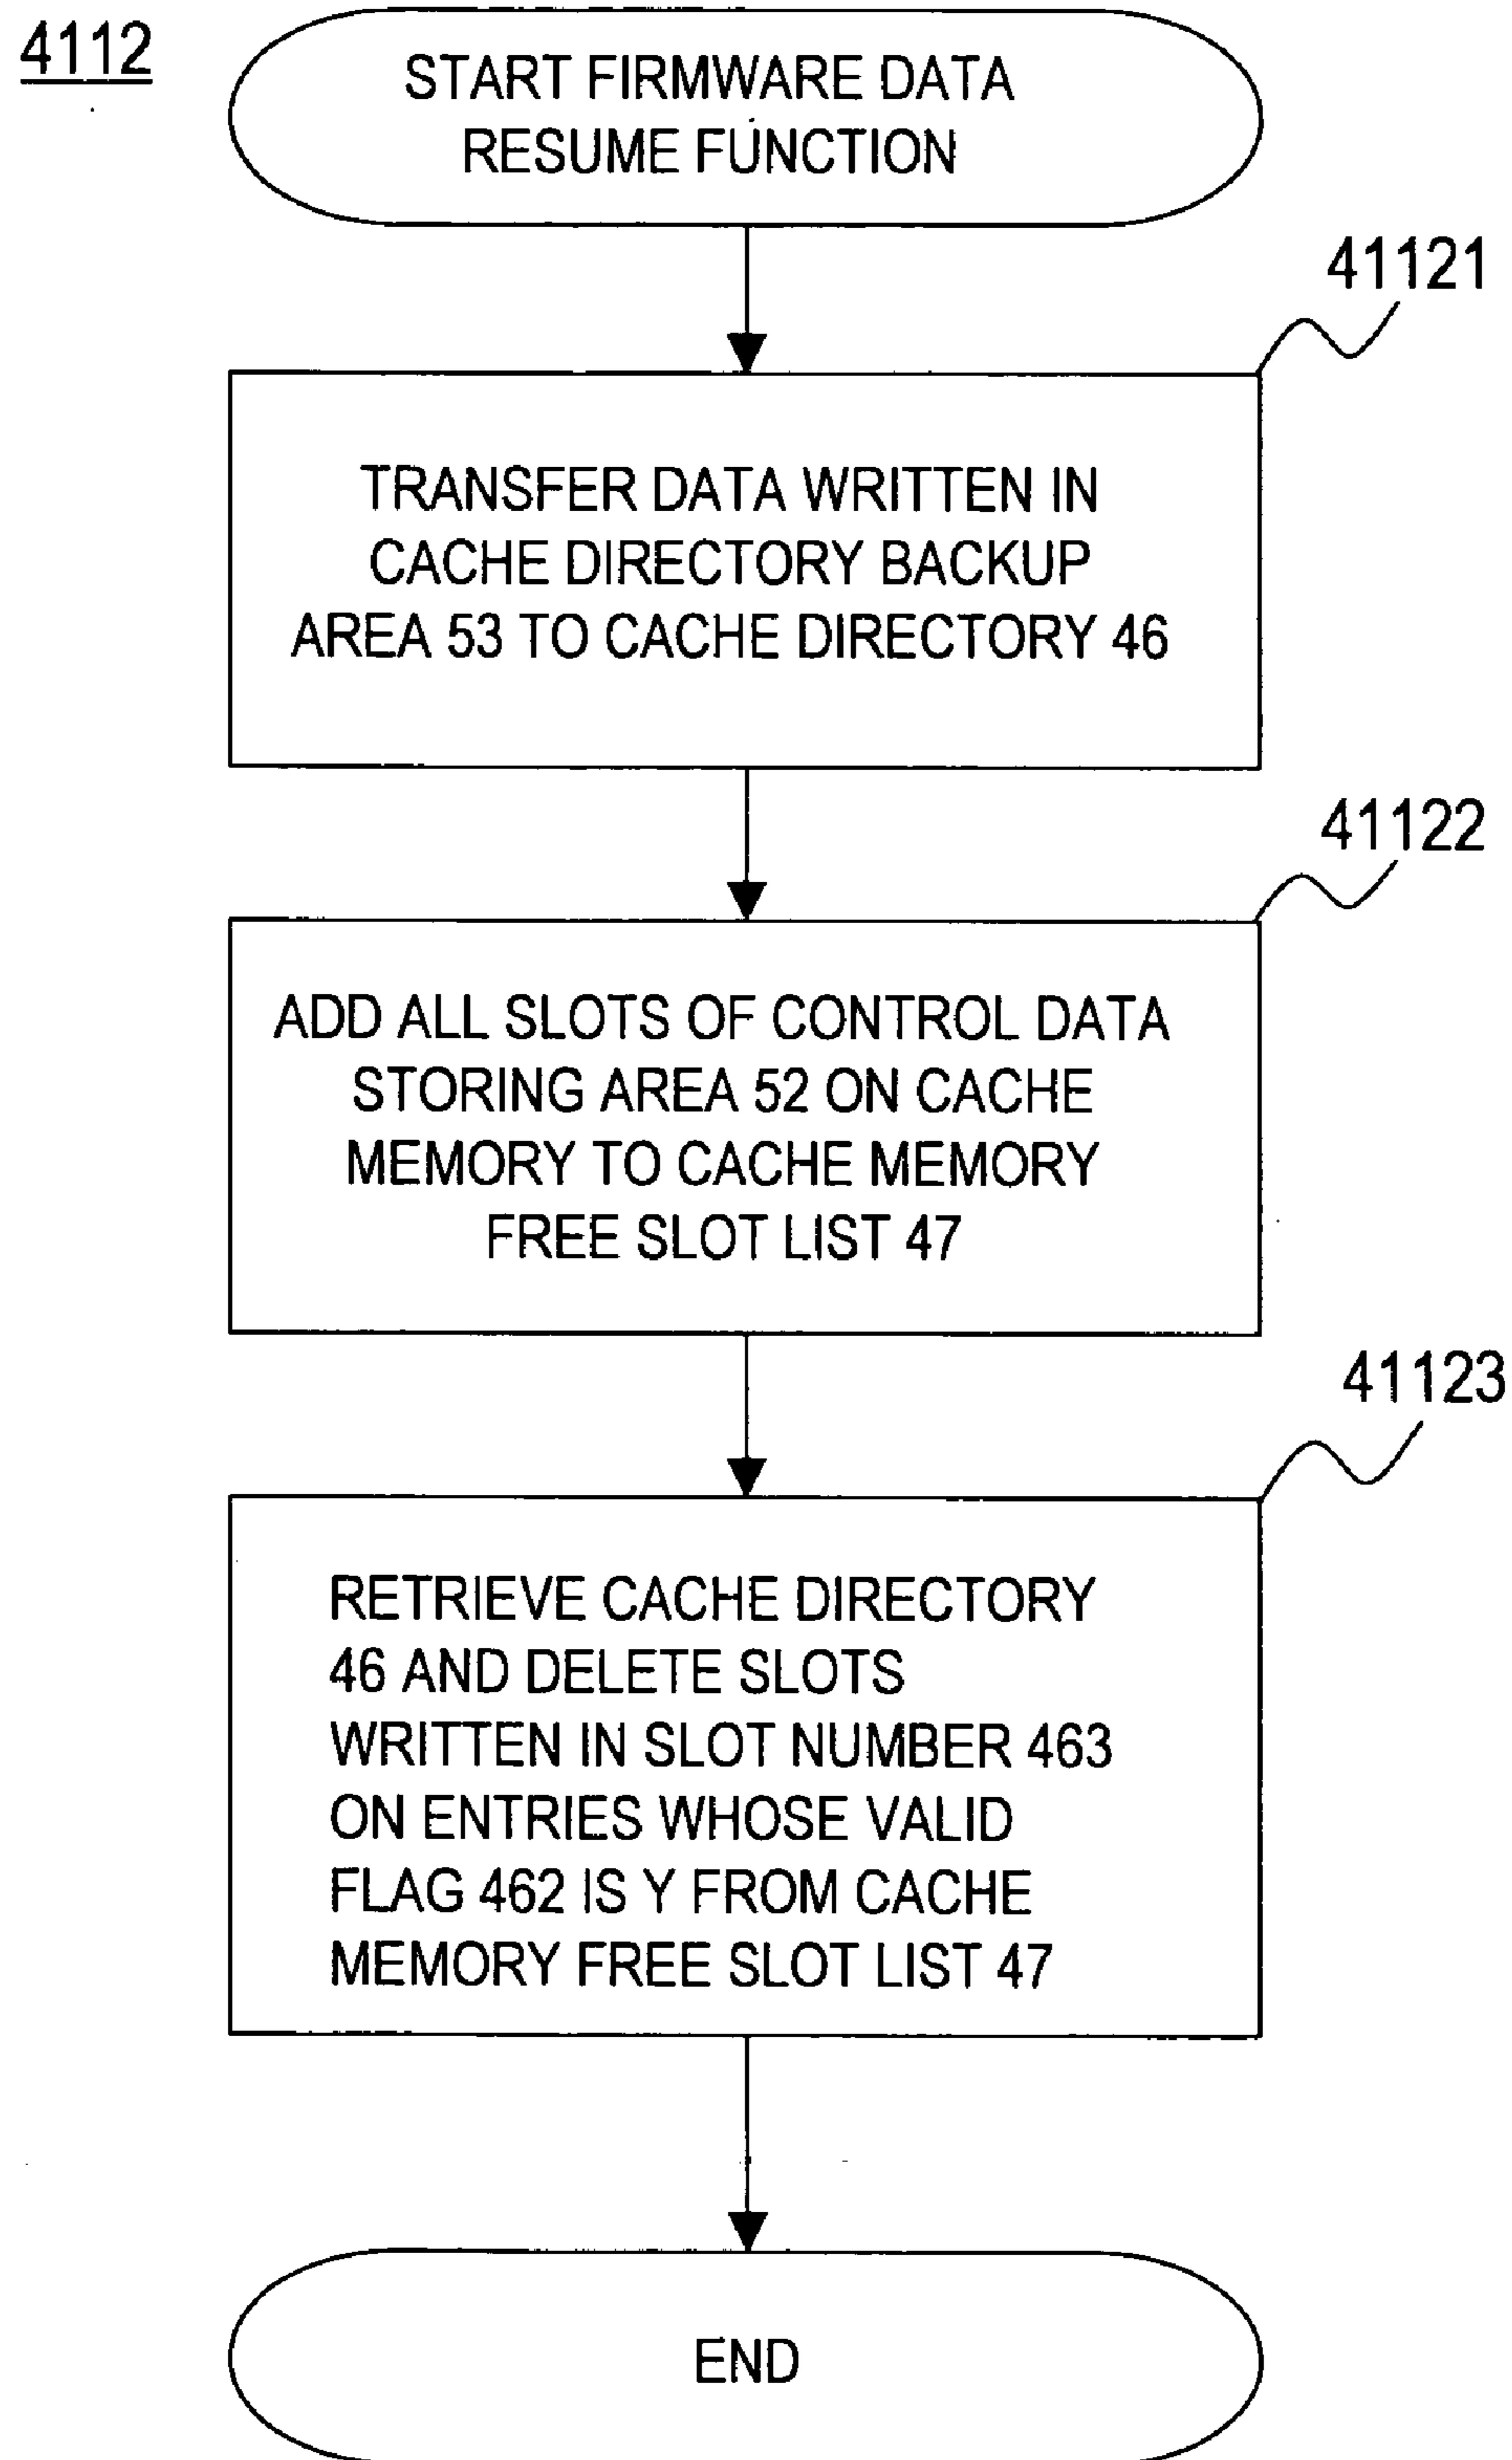 4112
START FIRMWARE DATA
RESUME FUNCTION
41121
TRANSFER DATA WRITTEN IN
CACHE DIRECTORY BACKUP
AREA 53 TO CACHE DIRECTORY 46
41122
ADD ALL SLOTS OF CONTROL DATA
STORING AREA 52 ON CACHE
MEMORY TO CACHE MEMORY
FREE SLOT LIST 47
41123
RETRIEVE CACHE DIRECTORY
46 AND DELETE SLOTS
WRITTEN IN SLOT NUMBER 463
ON ENTRIES WHOSE VALID
FLAG 462 IS Y FROM CACHE
MEMORY FREE SLOT LIST 47
END